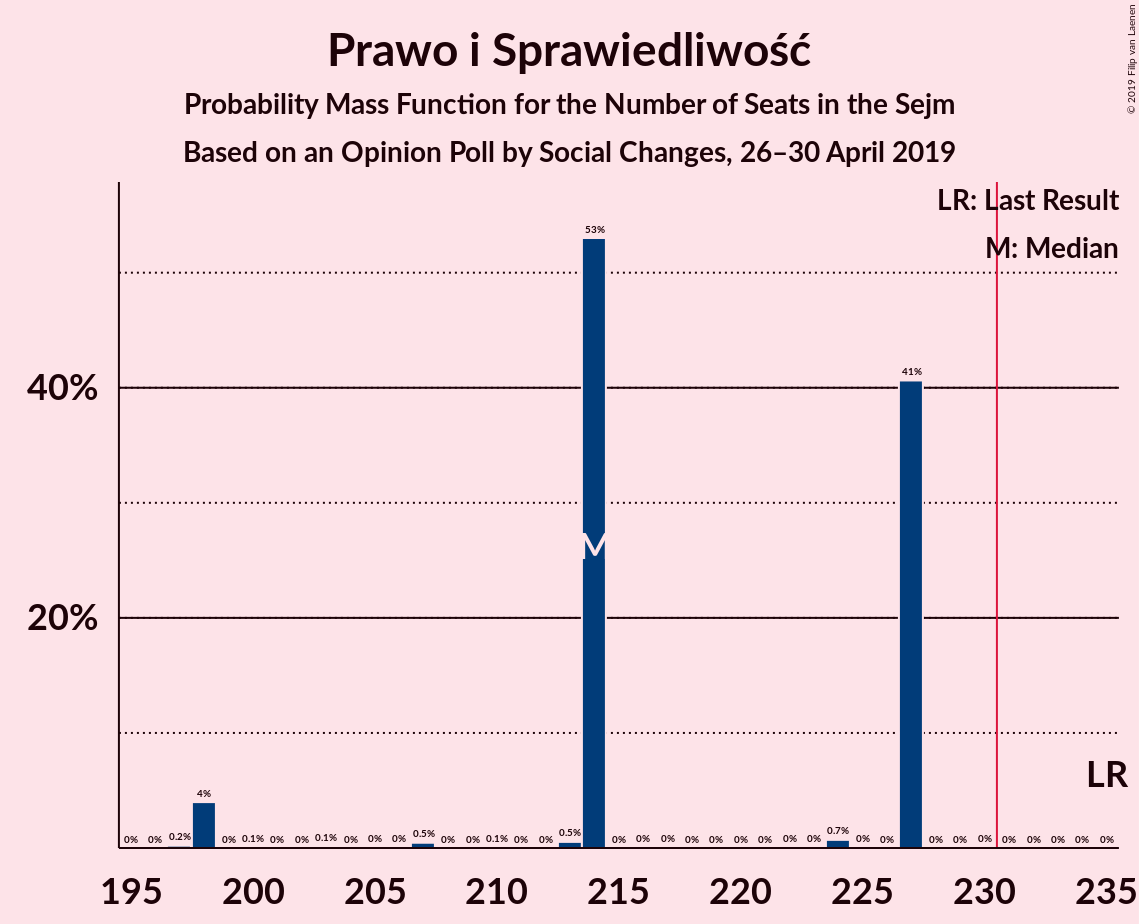 Prawo i Sprawiedliwość
Probability Mass Function for the Number of Seats in the Sejm
Based on an Opinion Poll by Social Changes, 26–30 April 2019
© 2019 Filip van Laenen
LR: Last Result
M: Median
53%
40%
41%
M
20%
LR
4%
0% 0% 0.2% 0% 0.1% 0% 0% 0.1% 0% 0% 0% 0.5% 0% 0% 0.1% 0% 0% 0.5% 0% 0% 0% 0% 0% 0% 0% 0% 0.7% 0% 0% 0% 0% 0% 0% 0% 0% 0% 0%
195 200 205 210 215 220 225 230 235